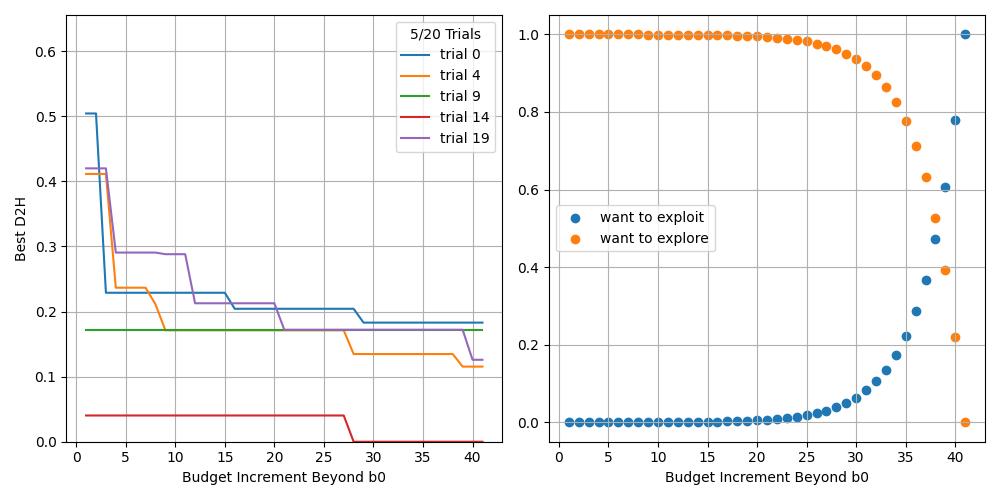 5/20 Trials
trial 0
trial 4
trial 9
trial 14
trial 19
0.6
0.5
0.4
0.3
0.2
0.1
0.0
Best D2H
0 5 10 15 20 25 30 35 40
Budget Increment Beyond b0
1.0
0.8
0.6
0.4
0.2
0.0
want to exploit
want to explore
0 5 10 15 20 25 30 35 40
Budget Increment Beyond b0